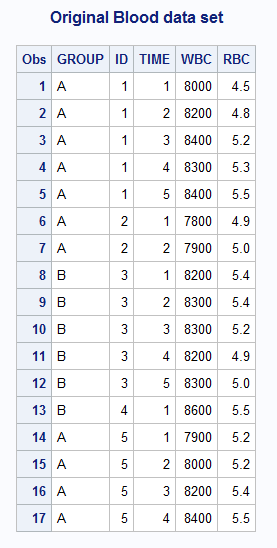 Original Blood data set
Obs GROUP ID TIME WBC RBC
1 A 1 1 8000 4.5
2 A 1 2 8200 4.8
3 A 1 3 8400 5.2
4 A 1 4 8300 5.3
5 A 1 5 8400 5.5
6 A 2 1 7800 4.9
7 A 2 2 7900 5.0
8 B 3 1 8200 5.4
9 B 3 2 8300 5.4
10 B 3 3 8300 5.2
11 B 3 4 8200 4.9
12 B 3 5 8300 5.0
13 B 4 1 8600 5.5
14 A 5 1 7900 5.2
15 A 5 2 8000 5.2
16 A 5 3 8200 5.4
17 A 5 4 8400 5.5